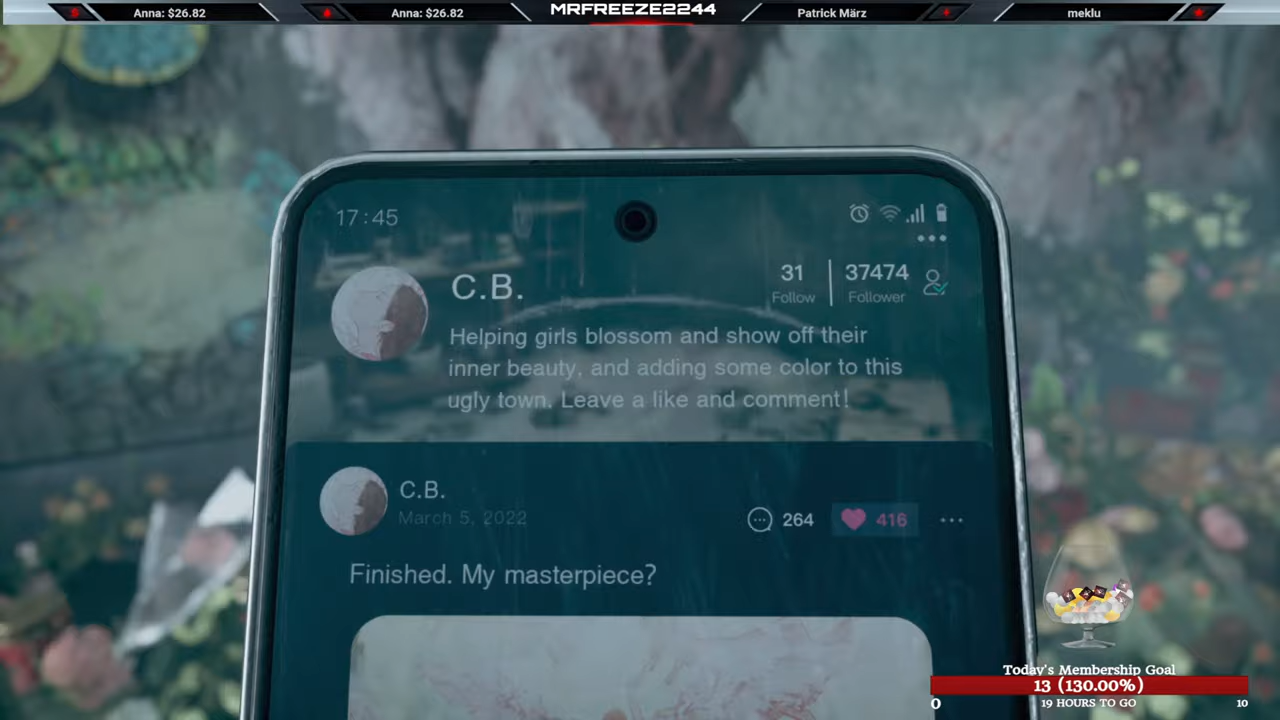 Anna: $26.82
Anna: $26.82
MRFREEZE2244
Patrick März
meklu
17:45
C.B.
31
Follow
37474
Follower
Helping girls blossom and show off their
inner beauty, and adding some color to this
ugly town. Leave a like and comment!
C.B.
March 5, 2022
264
416
Finished. My masterpiece?
Today's Membership Goal
13 (130.00%)
0
19 HOURS TO GO
10